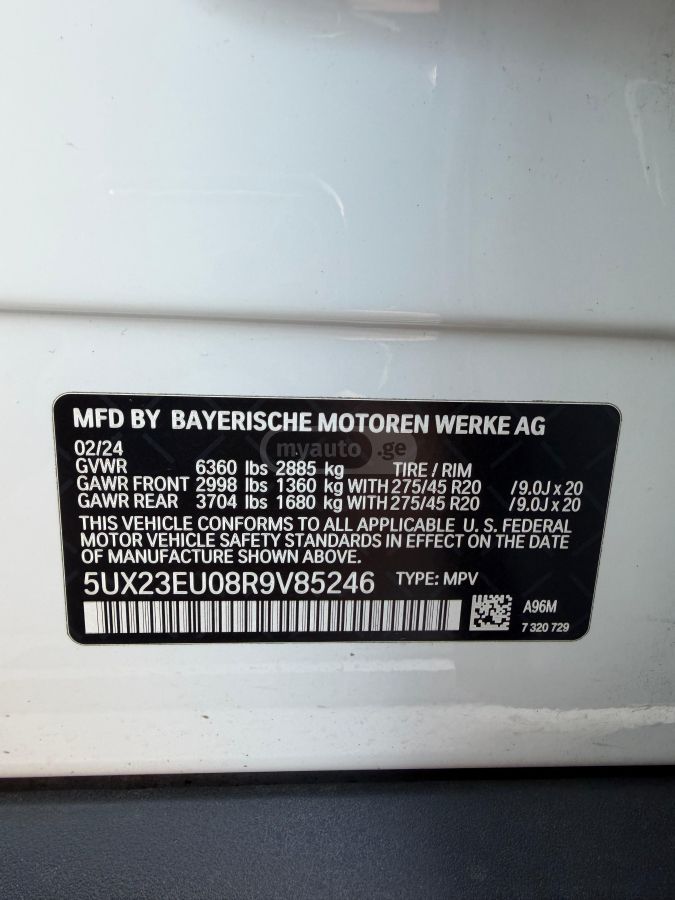 MFD BY BAYERISCHE MOTOREN WERKE AG
myauto.ge
02/24
GVWR 6360 lbs 2885 kg TIRE / RIM
GAWR FRONT 2998 lbs 1360 kg WITH 275/45 R20 /9.0J x 20
GAWR REAR 3704 lbs 1680 kg WITH 275/45 R20 /9.0J x 20
THIS VEHICLE CONFORMS TO ALL APPLICABLE U. S. FEDERAL
MOTOR VEHICLE SAFETY STANDARDS IN EFFECT ON THE DATE
OF MANUFACTURE SHOWN ABOVE.
5UX23EU08R9V85246 TYPE: MPV
A96M
7 320 729